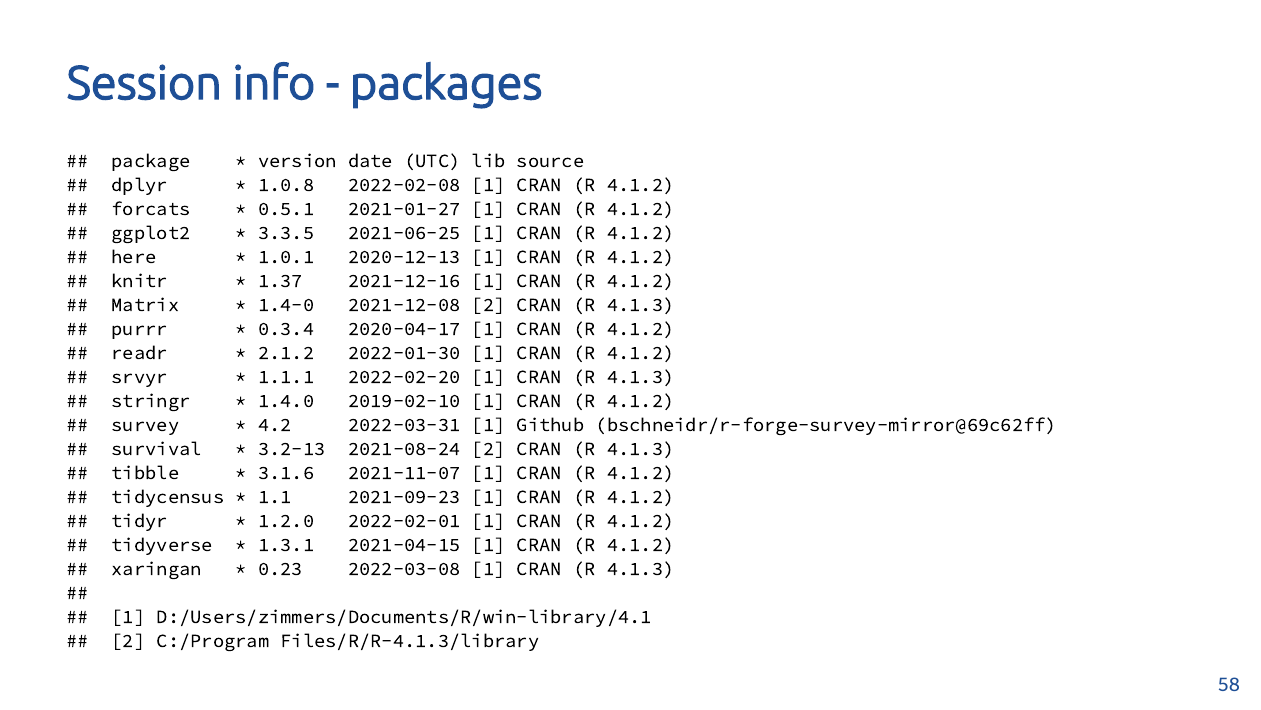 Session info - packages
##  package    * version date (UTC) lib source
##  dplyr      * 1.0.8   2022-02-08 [1] CRAN (R 4.1.2)
##  forcats    * 0.5.1   2021-01-27 [1] CRAN (R 4.1.2)
##  ggplot2    * 3.3.5   2021-06-25 [1] CRAN (R 4.1.2)
##  here       * 1.0.1   2020-12-13 [1] CRAN (R 4.1.2)
##  knitr      * 1.37    2021-12-16 [1] CRAN (R 4.1.2)
##  Matrix     * 1.4-0   2021-12-08 [2] CRAN (R 4.1.3)
##  purrr      * 0.3.4   2020-04-17 [1] CRAN (R 4.1.2)
##  readr      * 2.1.2   2022-01-30 [1] CRAN (R 4.1.2)
##  srvyr      * 1.1.1   2022-02-20 [1] CRAN (R 4.1.3)
##  stringr    * 1.4.0   2019-02-10 [1] CRAN (R 4.1.2)
##  survey     * 4.2     2022-03-31 [1] Github (bschneidr/r-forge-survey-mirror@69c62ff)
##  survival   * 3.2-13  2021-08-24 [2] CRAN (R 4.1.3)
##  tibble     * 3.1.6   2021-11-07 [1] CRAN (R 4.1.2)
##  tidycensus * 1.1     2021-09-23 [1] CRAN (R 4.1.2)
##  tidyr      * 1.2.0   2022-02-01 [1] CRAN (R 4.1.2)
##  tidyverse  * 1.3.1   2021-04-15 [1] CRAN (R 4.1.2)
##  xaringan   * 0.23    2022-03-08 [1] CRAN (R 4.1.3)
##
##  [1] D:/Users/zimmers/Documents/R/win-library/4.1
##  [2] C:/Program Files/R/R-4.1.3/library
58